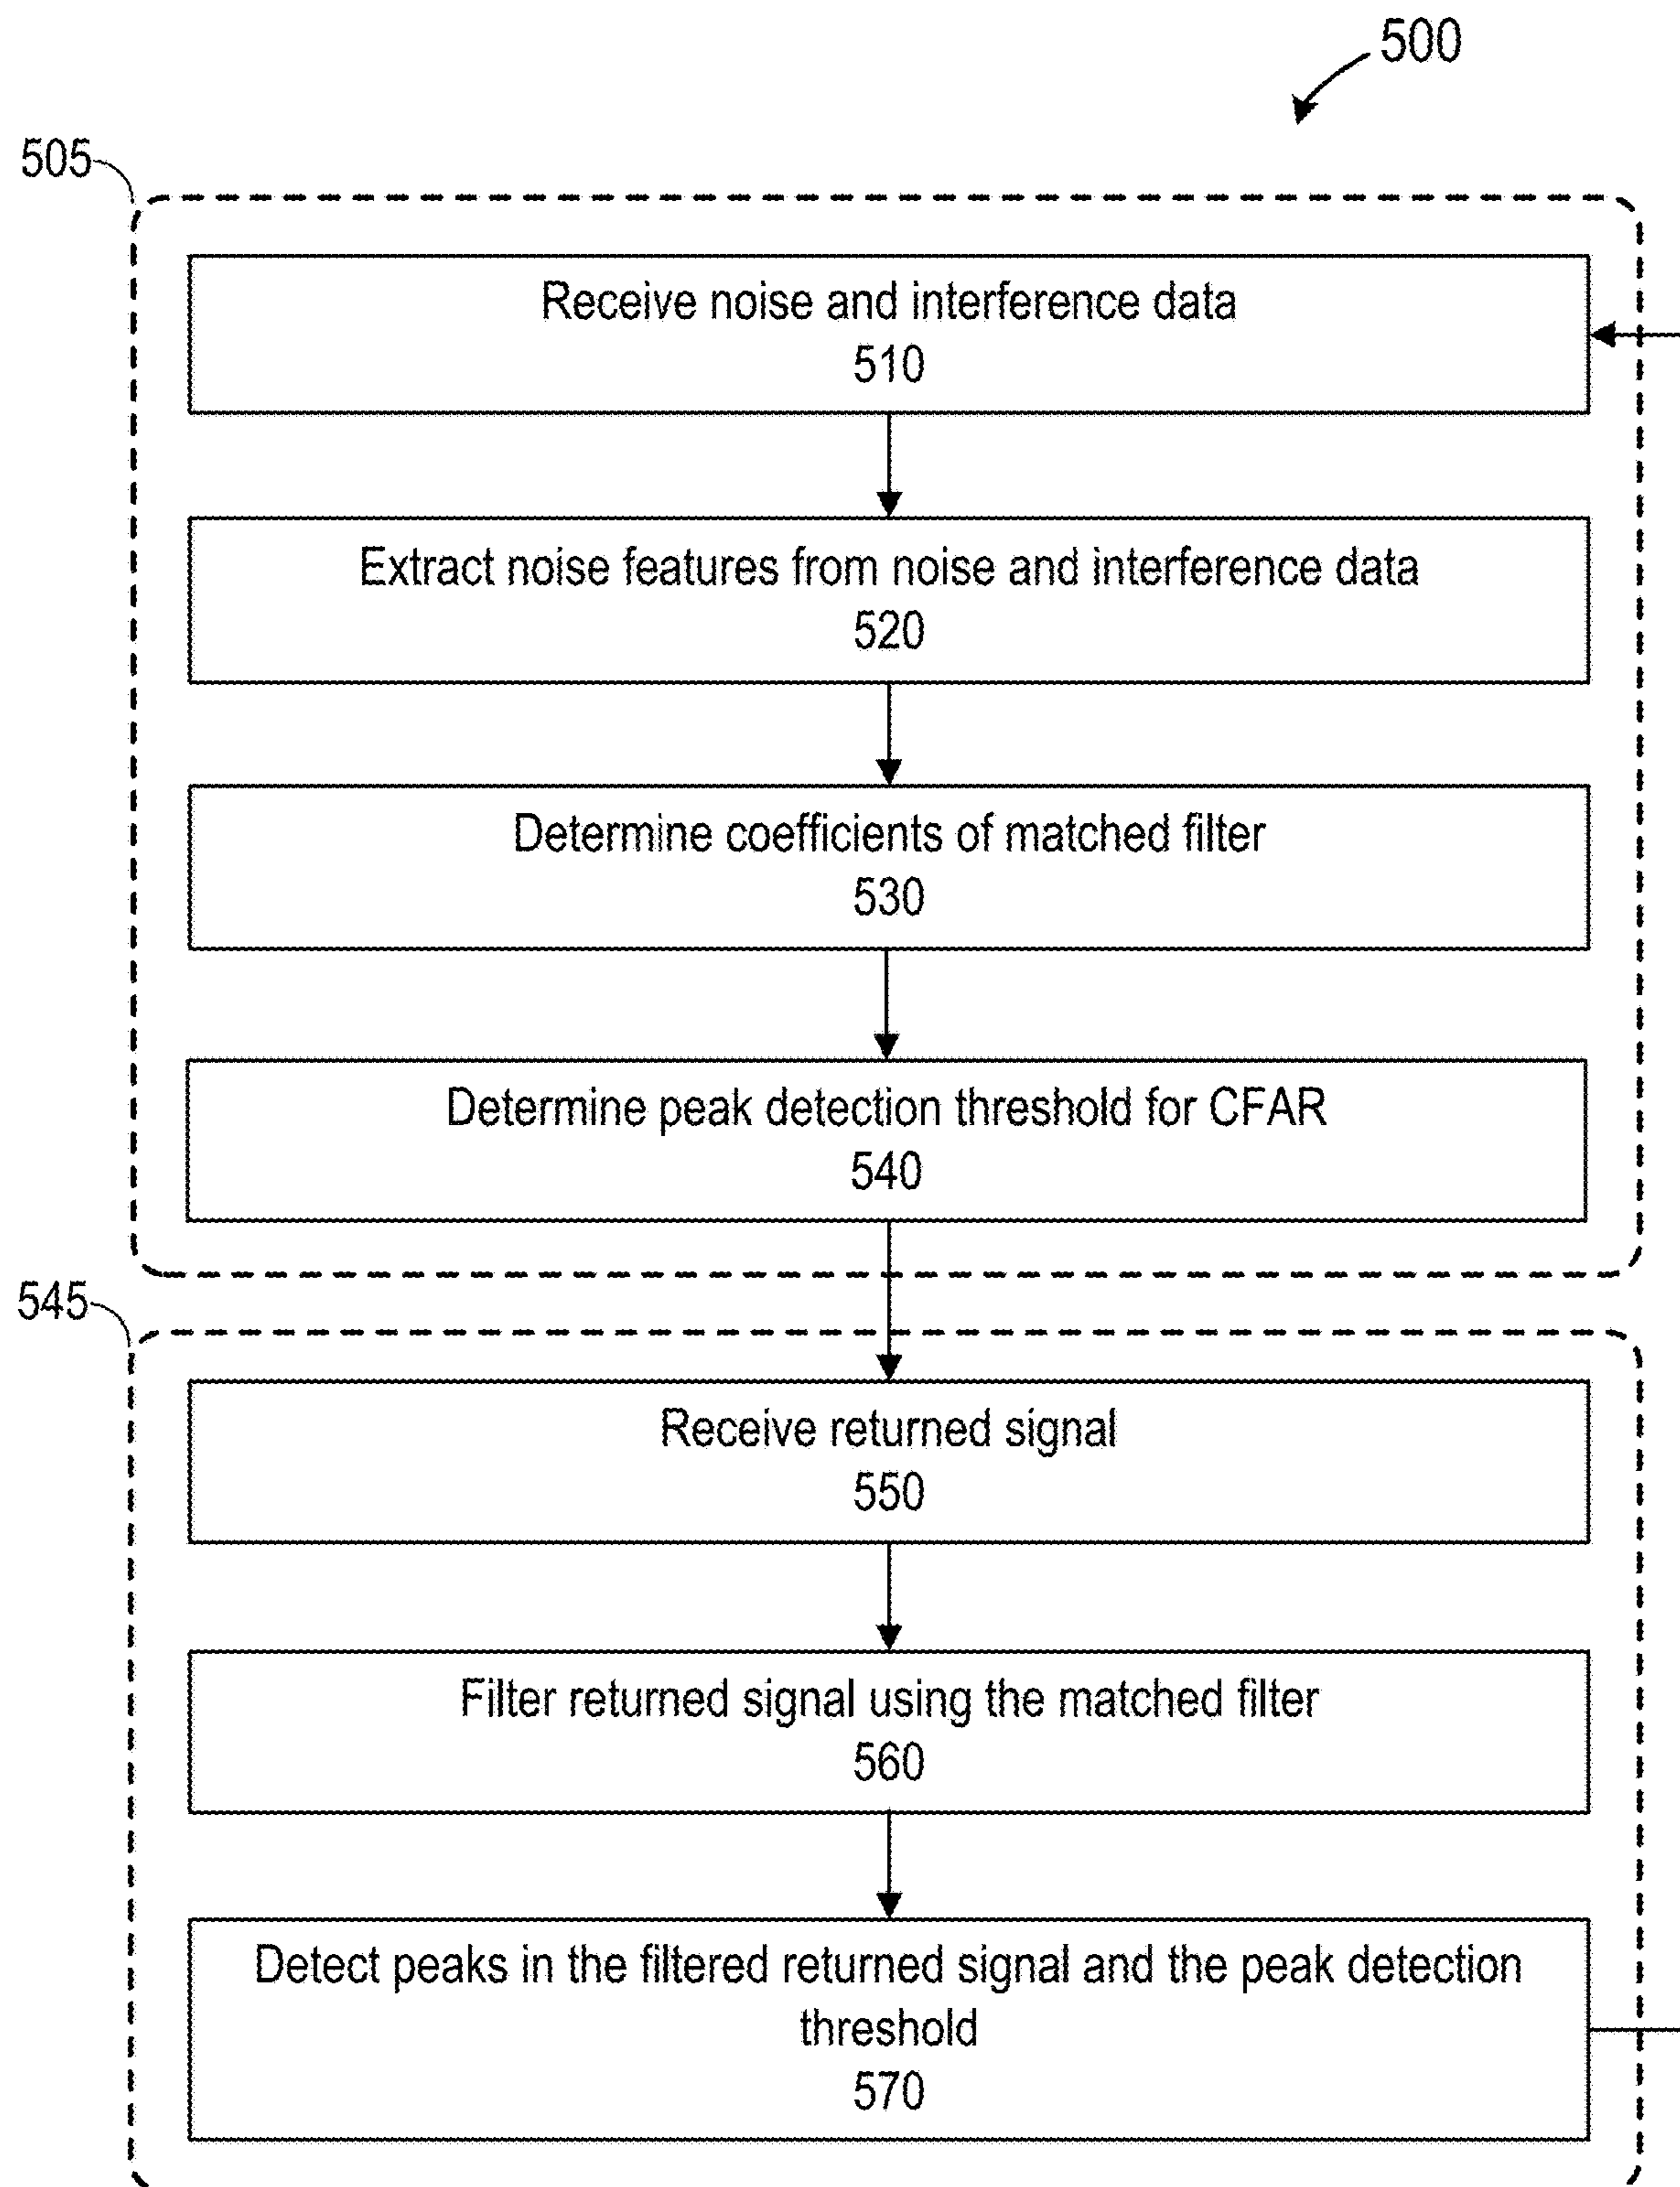 500
505
Receive noise and interference data
510
Extract noise features from noise and interference data
520
Determine coefficients of matched filter
530
Determine peak detection threshold for CFAR
540
545
Receive returned signal
550
Filter returned signal using the matched filter
560
Detect peaks in the filtered returned signal and the peak detection
threshold
570